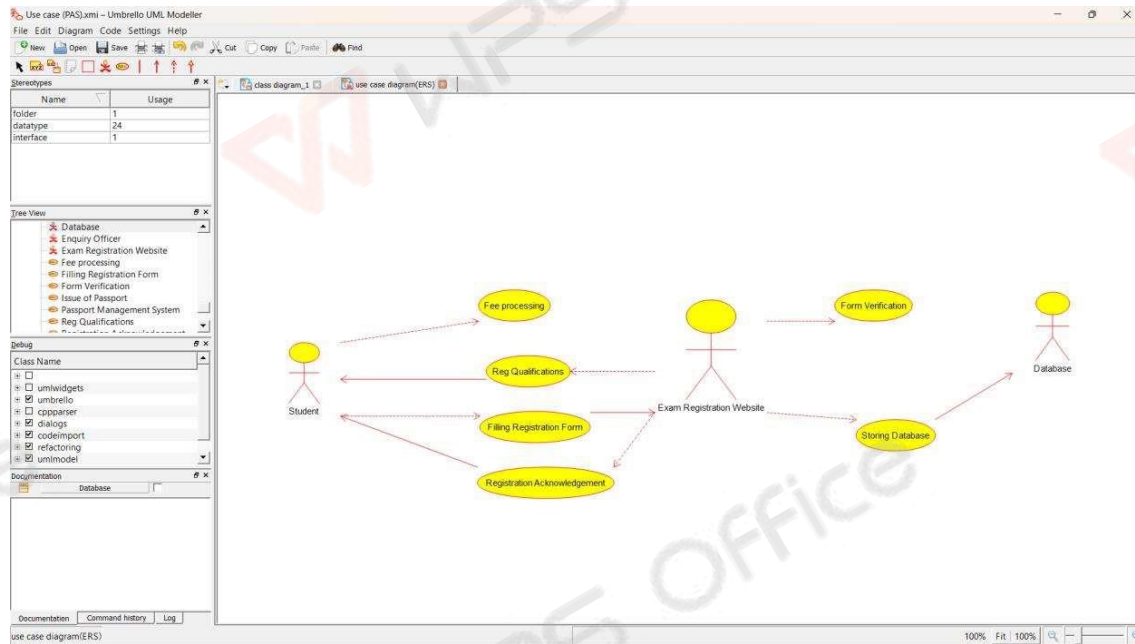 Use case (PAS).xmi – Umbrello UML Modeller
File Edit Diagram Code Settings Help
New Open Save Cut Copy Paste Find
Stereotypes
class diagram_1 use case diagram(ERS)
Name Usage
folder 1
datatype 24
interface 1
Tree View
Database
Enquiry Officer
Exam Registration Website
Fee processing
Filling Registration Form
Form Verification
Issue of Passport
Passport Management System
Reg Qualifications
Registration Acknowledgement
Debug
Class Name
umlwidgets
umbrello
cppparser
dialogs
codeimport
refactoring
umlmodel
Documentation
Database
Documentation Command history Log
use case diagram(ERS)
100% Fit 100%
Fee processing
Form Verification
Reg Qualifications
Database
Student
Exam Registration Website
Filling Registration Form
Storing Database
Registration Acknowledgement
WPS
WPS Office